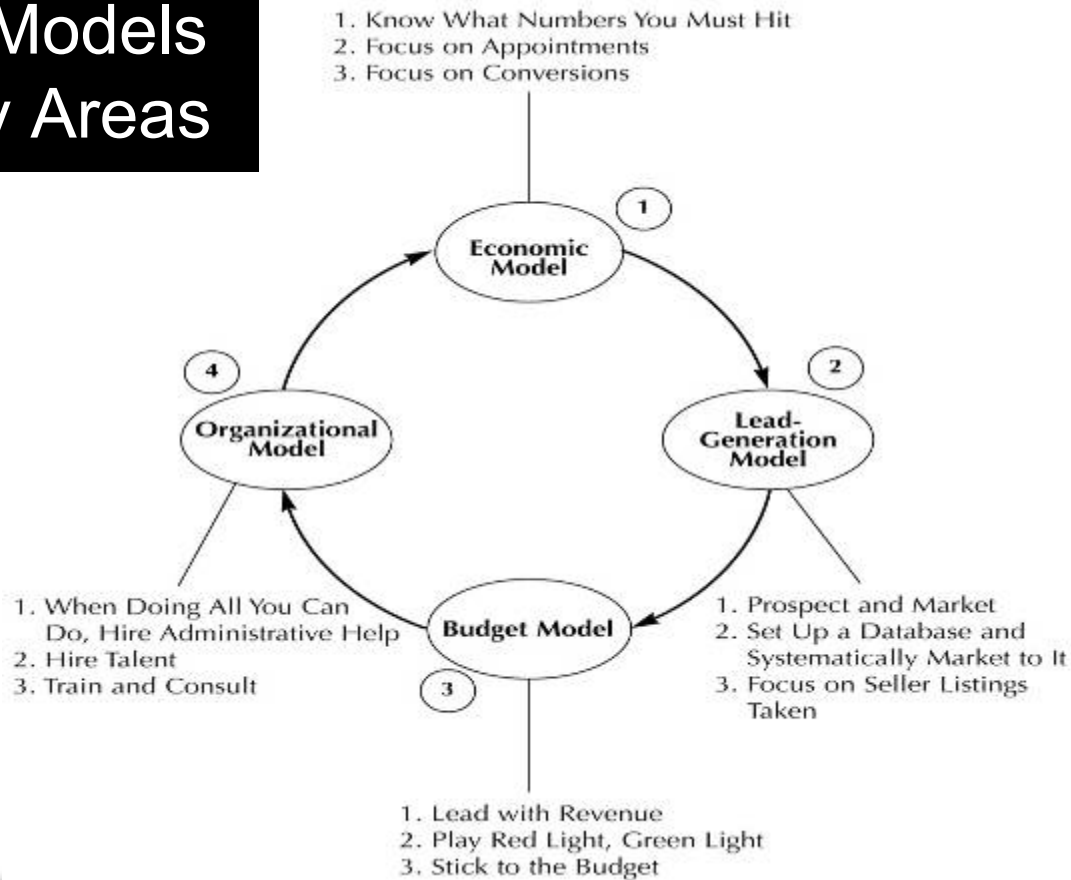 Models
Areas
1. Know What Numbers You Must Hit
2. Focus on Appointments
3. Focus on Conversions
1
Economic
Model
2
Lead-
Generation
Model
4
Organizational
Model
1. When Doing All You Can
Do, Hire Administrative Help
2. Hire Talent
3. Train and Consult
Budget Model
3
1. Prospect and Market
2. Set Up a Database and
Systematically Market to It
3. Focus on Seller Listings
Taken
1. Lead with Revenue
2. Play Red Light, Green Light
3. Stick to the Budget